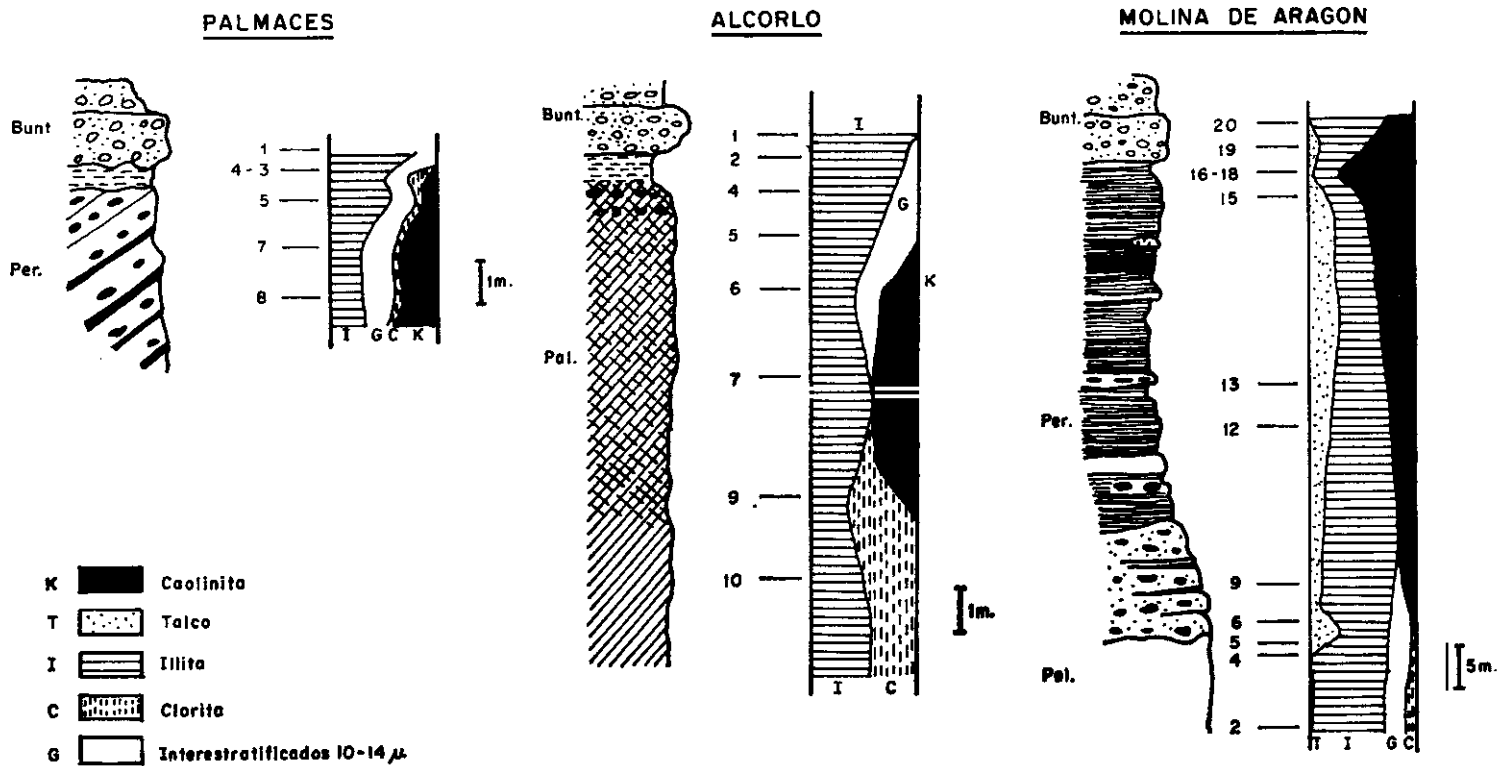 PALMACES
Bunt
Per.
1
4-3
5
7
8
1m.
I G C K
ALCORLO
Bunt.
Pal.
1
2
4
5
6
7
9
10
I
G
K
I C
1m.
MOLINA DE ARAGON
Bunt.
Per.
Pal.
20
19
16-18
15
13
12
9
6
5
4
2
T I G C
5m.
K Caolinita
T Talco
I Illita
C Clorita
G Interestratificados 10-14 µ